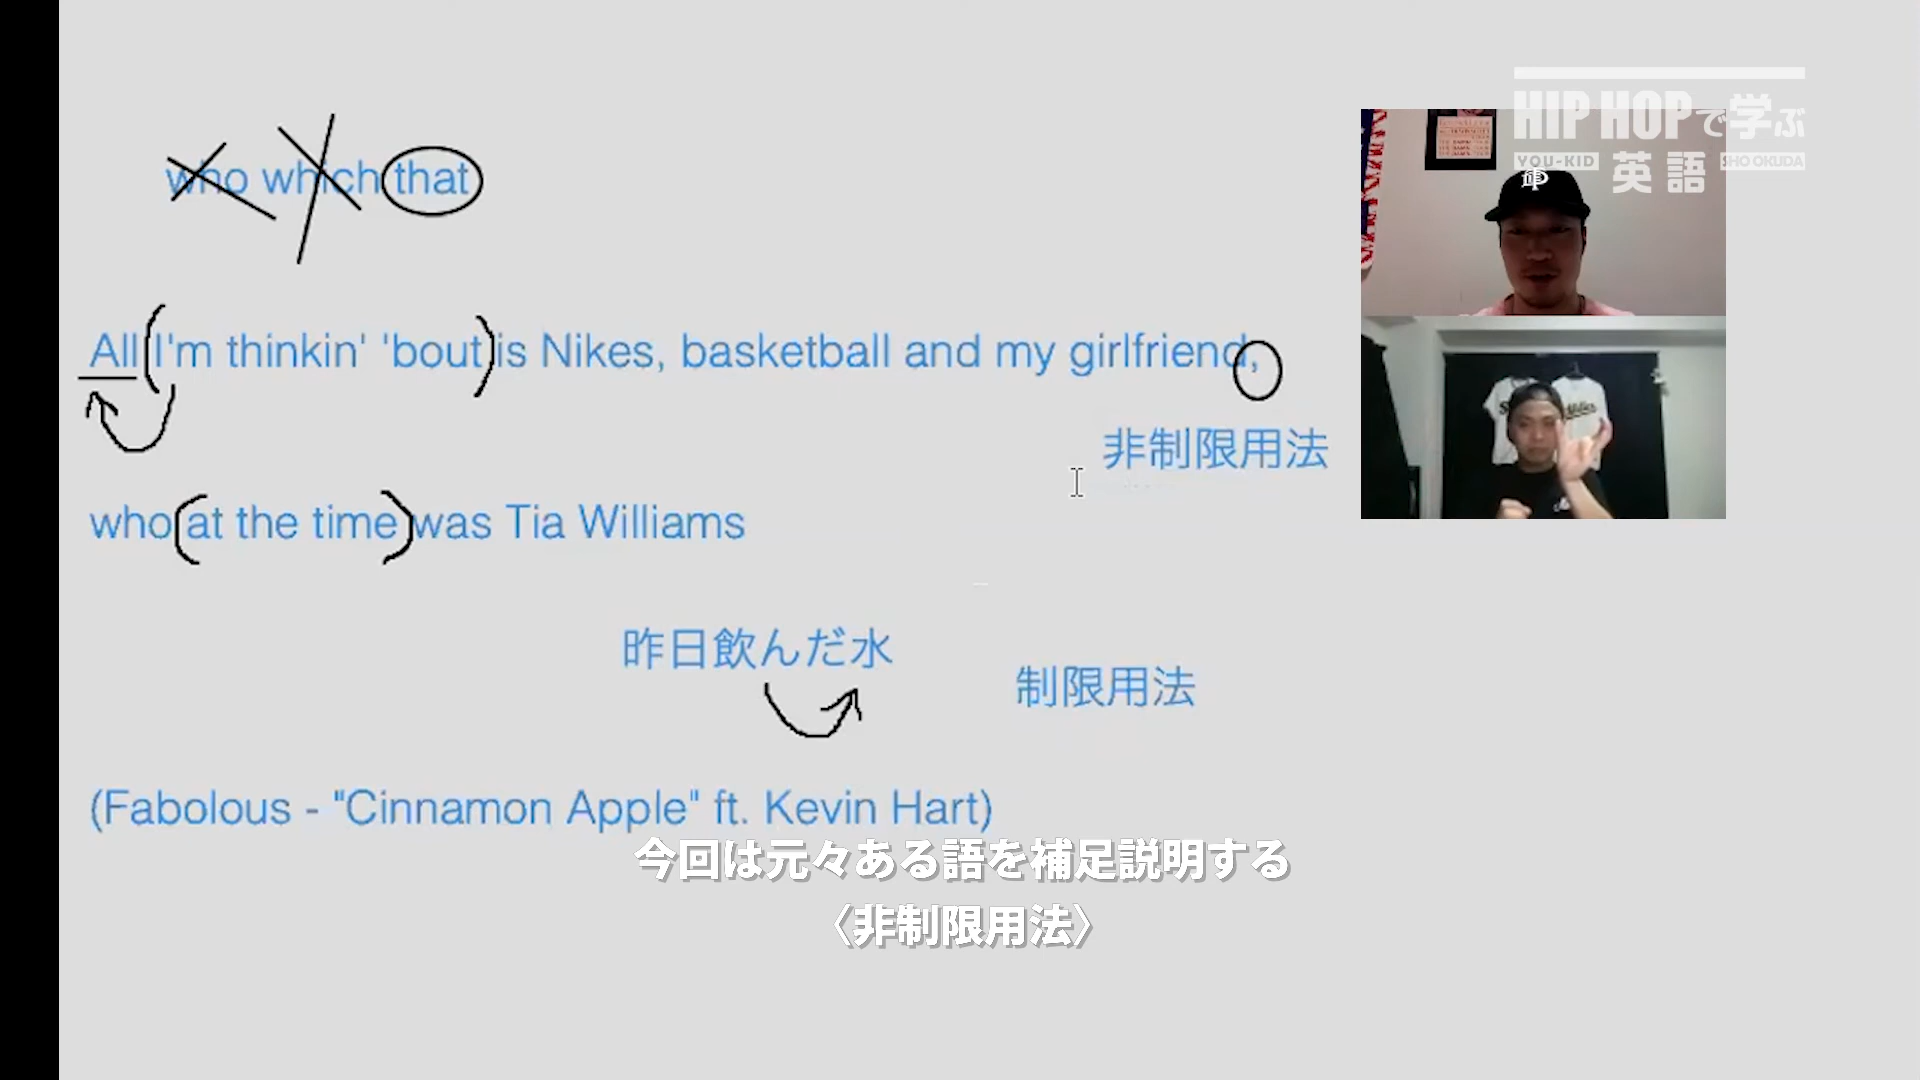 HIP HOPで学ぶ
YOU-KID 英語 SHO OKUDA
who which that
All I'm thinkin' 'bout is Nikes, basketball and my girlfriend,
非制限用法
who at the time was Tia Williams
昨日飲んだ水
制限用法
(Fabolous - "Cinnamon Apple" ft. Kevin Hart)
今回は元々ある語を補足説明する
〈非制限用法〉